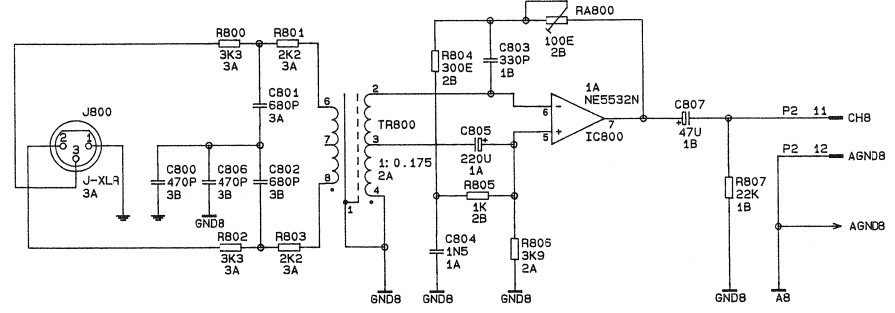 R800
3K3
3A
R801
2K2
3A
R804
300E
2B
C803
330P
1B
RA800
100E
2B
J800
2
1
3
J-XLR
3A
C801
680P
3A
C800
470P
3B
C806
470P
3B
GND8
C802
680P
3A
R802
3K3
3A
R803
2K2
3A
6
7
8
1
2
3
4
TR800
1:0.175
2A
GND8
C805
+
220U
1A
R805
1K
2B
C804
1N5
1A
GND8
R806
3K9
2A
GND8
1A
NE5532N
-
+
6
5
7
IC800
C807
+
47U
1B
R807
22K
1B
GND8
P2 11
CH8
P2 12
AGND8
AGND8
A8